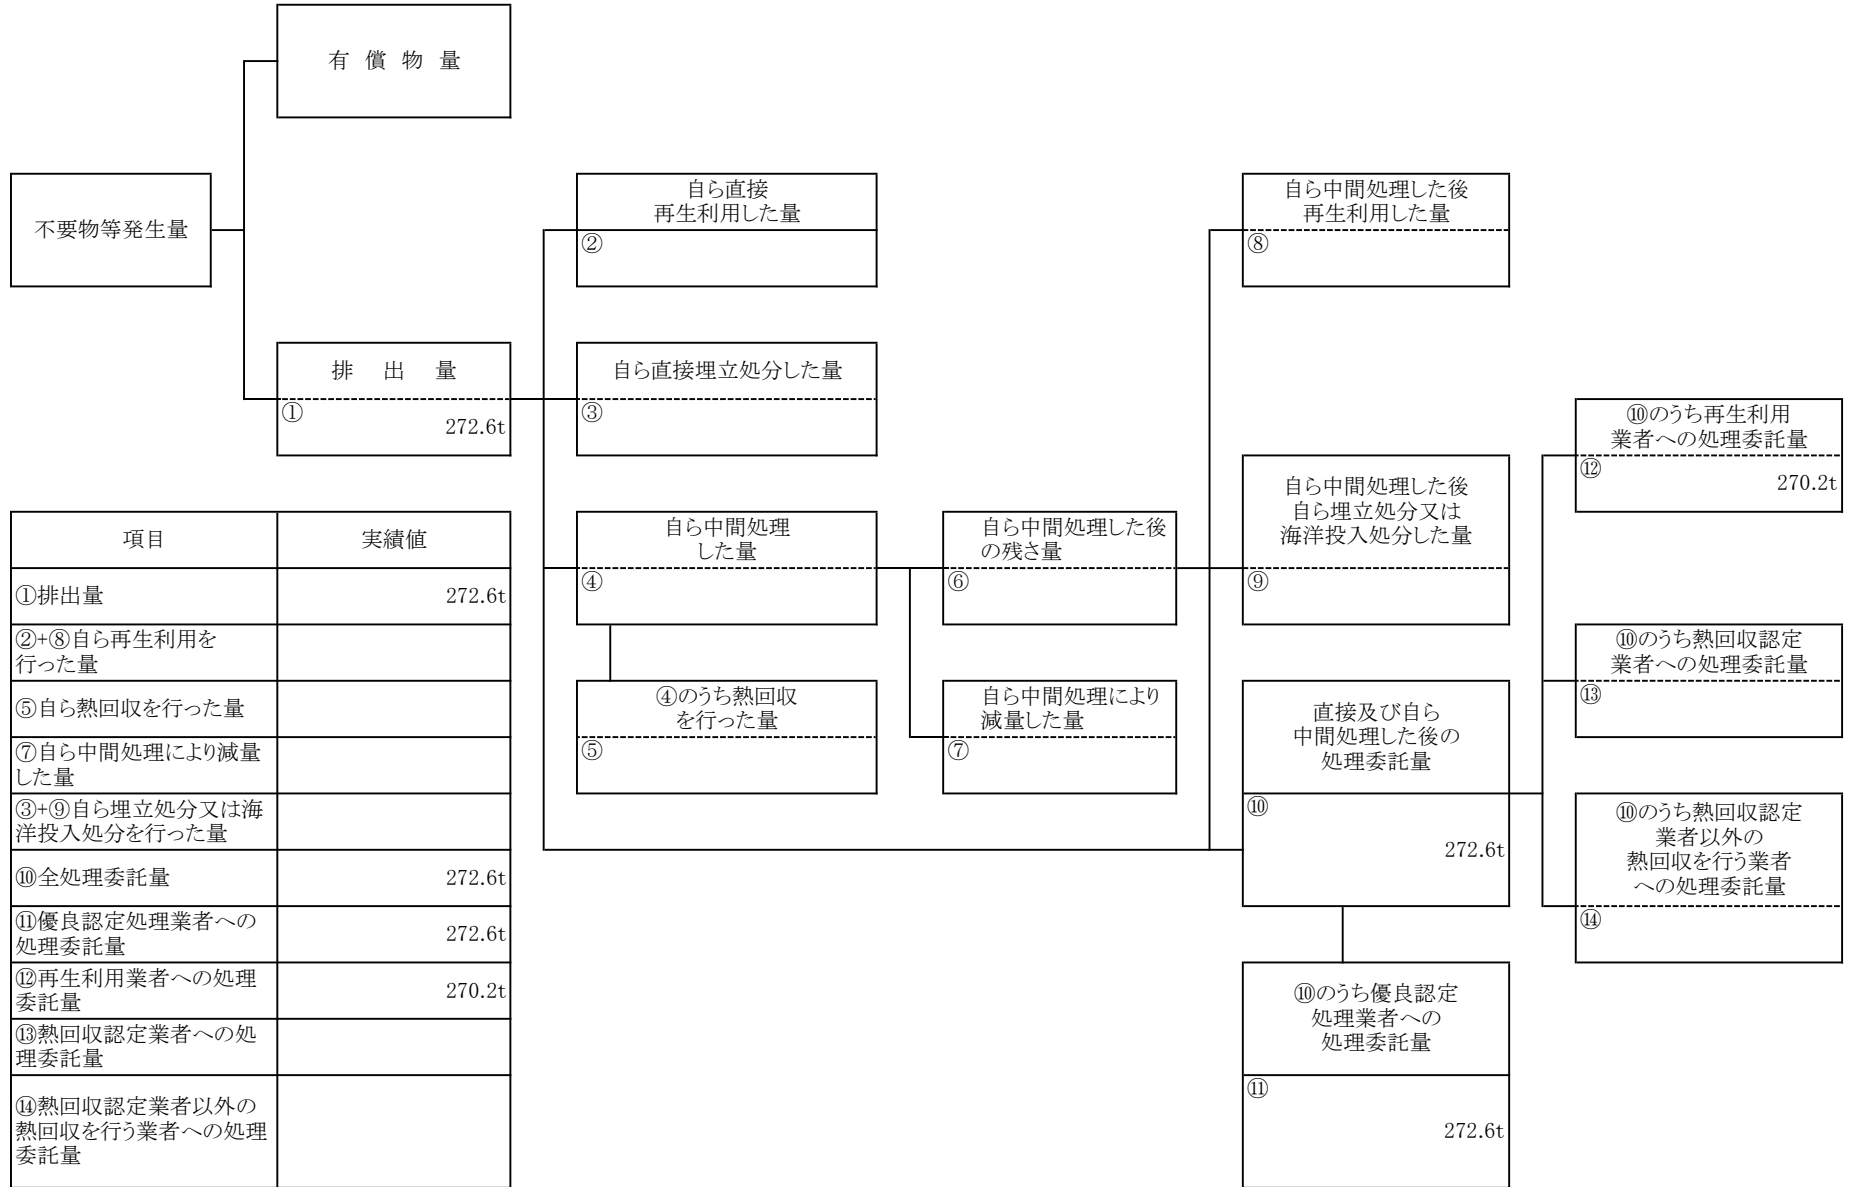 有 償 物 量
不要物等発生量
自ら直接
再生利用した量
②
自ら中間処理した後
再生利用した量
⑧
排 出 量
①
272.6t
自ら直接埋立処分した量
③
⑩のうち再生利用
業者への処理委託量
⑫
270.2t
自ら中間処理
した量
④
自ら中間処理した後
の残さ量
⑥
自ら中間処理した後
自ら埋立処分又は
海洋投入処分した量
⑨
⑩のうち熱回収認定
業者への処理委託量
⑬
④のうち熱回収
を行った量
⑤
自ら中間処理により
減量した量
⑦
直接及び自ら
中間処理した後の
処理委託量
⑩
272.6t
⑩のうち熱回収認定
業者以外の
熱回収を行う業者
への処理委託量
⑭
⑩のうち優良認定
処理業者への
処理委託量
⑪
272.6t
項目 実績値
①排出量 272.6t
②+⑧自ら再生利用を
行った量
⑤自ら熱回収を行った量
⑦自ら中間処理により減量
した量
③+⑨自ら埋立処分又は海
洋投入処分を行った量
⑩全処理委託量 272.6t
⑪優良認定処理業者への
処理委託量 272.6t
⑫再生利用業者への処理
委託量 270.2t
⑬熱回収認定業者への処
理委託量
⑭熱回収認定業者以外の
熱回収を行う業者への処理
委託量